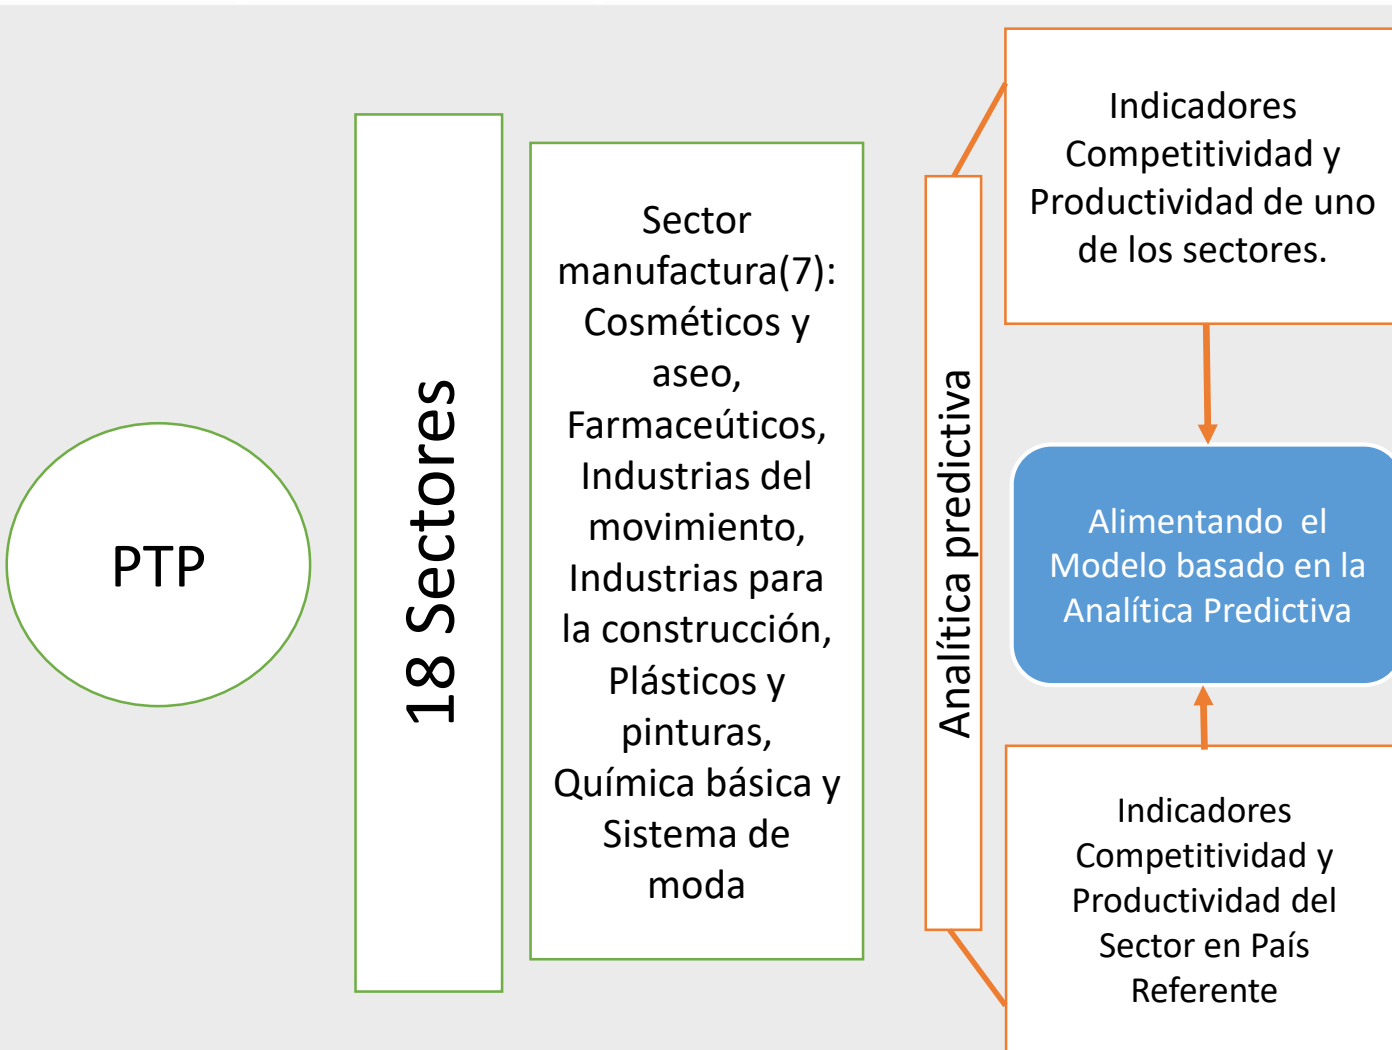 PTP
18 Sectores
Sector
manufactura(7):
Cosméticos y
aseo,
Farmaceúticos,
Industrias del
movimiento,
Industrias para
la construcción,
Plásticos y
pinturas,
Química básica y
Sistema de
moda
Analítica predictiva
Indicadores
Competitividad y
Productividad de uno
de los sectores.
Alimentando  el
Modelo basado en la
Analítica Predictiva
Indicadores
Competitividad y
Productividad del
Sector en País
Referente